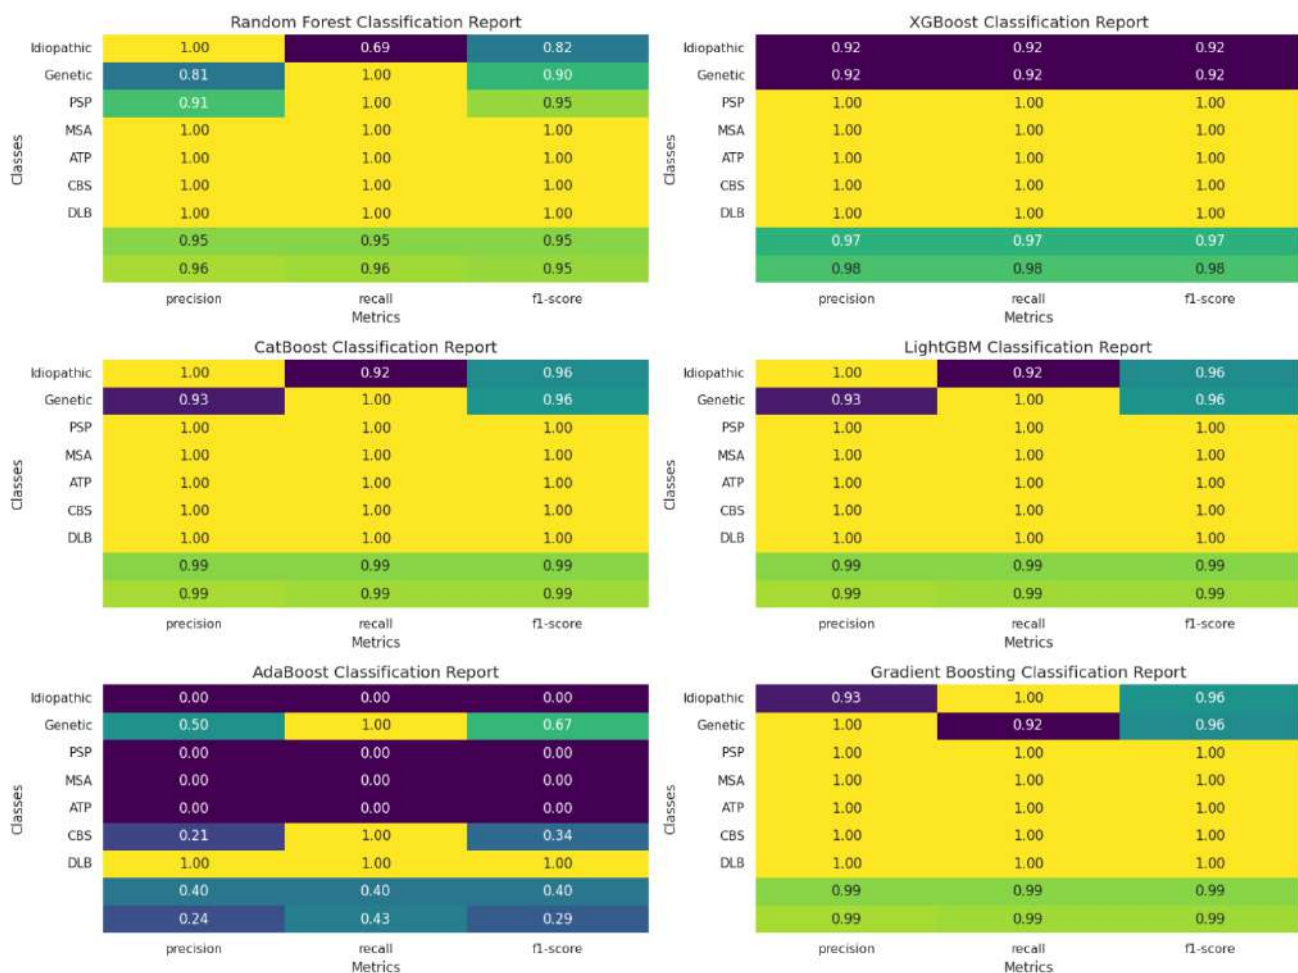 Random Forest Classification Report
Classes
Idiopathic 1.00 0.69 0.82
Genetic 0.81 1.00 0.90
PSP 0.91 1.00 0.95
MSA 1.00 1.00 1.00
ATP 1.00 1.00 1.00
CBS 1.00 1.00 1.00
DLB 1.00 1.00 1.00
0.95 0.95 0.95
0.96 0.96 0.95
precision recall f1-score
Metrics
XGBoost Classification Report
Classes
Idiopathic 0.92 0.92 0.92
Genetic 0.92 0.92 0.92
PSP 1.00 1.00 1.00
MSA 1.00 1.00 1.00
ATP 1.00 1.00 1.00
CBS 1.00 1.00 1.00
DLB 1.00 1.00 1.00
0.97 0.97 0.97
0.98 0.98 0.98
precision recall f1-score
Metrics
CatBoost Classification Report
Classes
Idiopathic 1.00 0.92 0.96
Genetic 0.93 1.00 0.96
PSP 1.00 1.00 1.00
MSA 1.00 1.00 1.00
ATP 1.00 1.00 1.00
CBS 1.00 1.00 1.00
DLB 1.00 1.00 1.00
0.99 0.99 0.99
0.99 0.99 0.99
precision recall f1-score
Metrics
LightGBM Classification Report
Classes
Idiopathic 1.00 0.92 0.96
Genetic 0.93 1.00 0.96
PSP 1.00 1.00 1.00
MSA 1.00 1.00 1.00
ATP 1.00 1.00 1.00
CBS 1.00 1.00 1.00
DLB 1.00 1.00 1.00
0.99 0.99 0.99
0.99 0.99 0.99
precision recall f1-score
Metrics
AdaBoost Classification Report
Classes
Idiopathic 0.00 0.00 0.00
Genetic 0.50 1.00 0.67
PSP 0.00 0.00 0.00
MSA 0.00 0.00 0.00
ATP 0.00 0.00 0.00
CBS 0.21 1.00 0.34
DLB 1.00 1.00 1.00
0.40 0.40 0.40
0.24 0.43 0.29
precision recall f1-score
Metrics
Gradient Boosting Classification Report
Classes
Idiopathic 0.93 1.00 0.96
Genetic 1.00 0.92 0.96
PSP 1.00 1.00 1.00
MSA 1.00 1.00 1.00
ATP 1.00 1.00 1.00
CBS 1.00 1.00 1.00
DLB 1.00 1.00 1.00
0.99 0.99 0.99
0.99 0.99 0.99
precision recall f1-score
Metrics